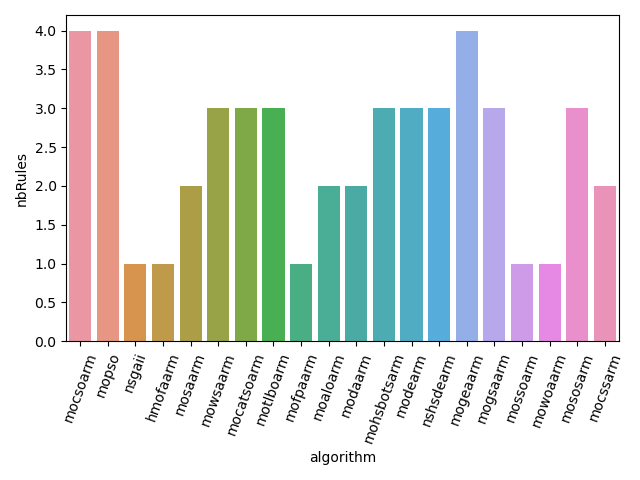 4.0
3.5
3.0
2.5
2.0
1.5
1.0
0.5
0.0
nbRules
mocsoarm
mopso
nsgaii
hmofaarm
mosaarm
mowsaarm
mocatsoarm
motlboarm
mofpaarm
moaloarm
modaarm
mohsbotsarm
modearm
nshsdearm
mogeaarm
mogsaarm
mossoarm
mowoaarm
mososarm
mocssarm
algorithm